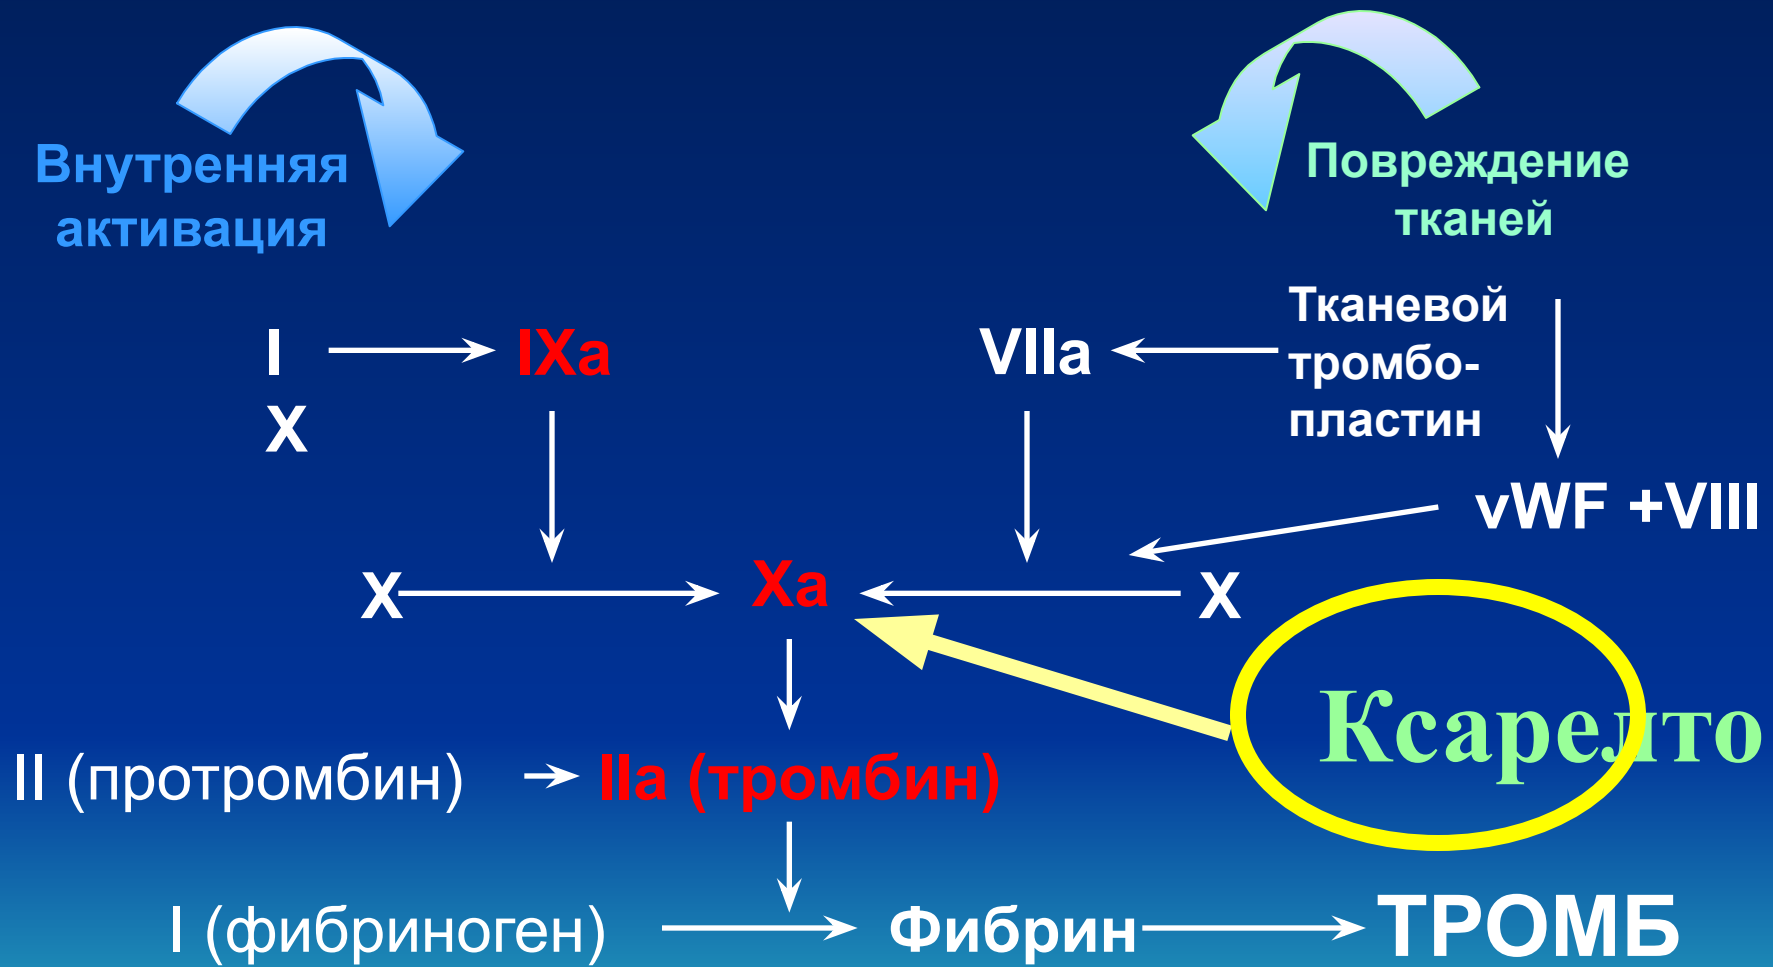 Внутренняя
активация
Повреждение
тканей
I
X
IXa
VIIa
Тканевой
тромбо-
пластин
vWF +VIII
X
Xa
X
Ксарелто
II (протромбин)
IIa (тромбин)
I (фибриноген)
Фибрин
ТРОМБ